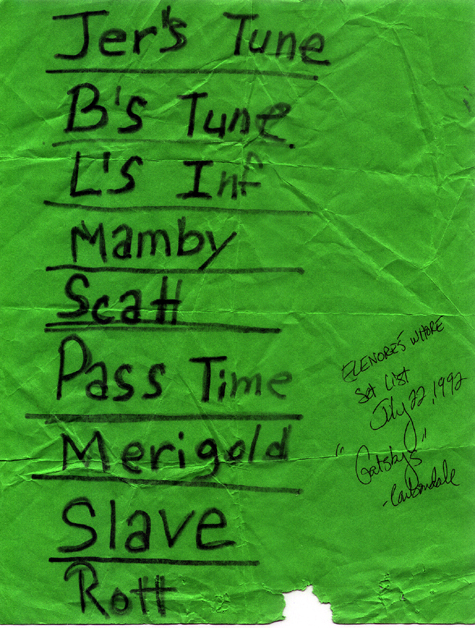 Jer's Tune
B's Tune
L's Inf
Mamby
Scatt
Pass Time
Merigold
Slave
Rott
ELENORE'S WHORE
Set List
July 22, 1992
"Gatsby's"
-Carbondale